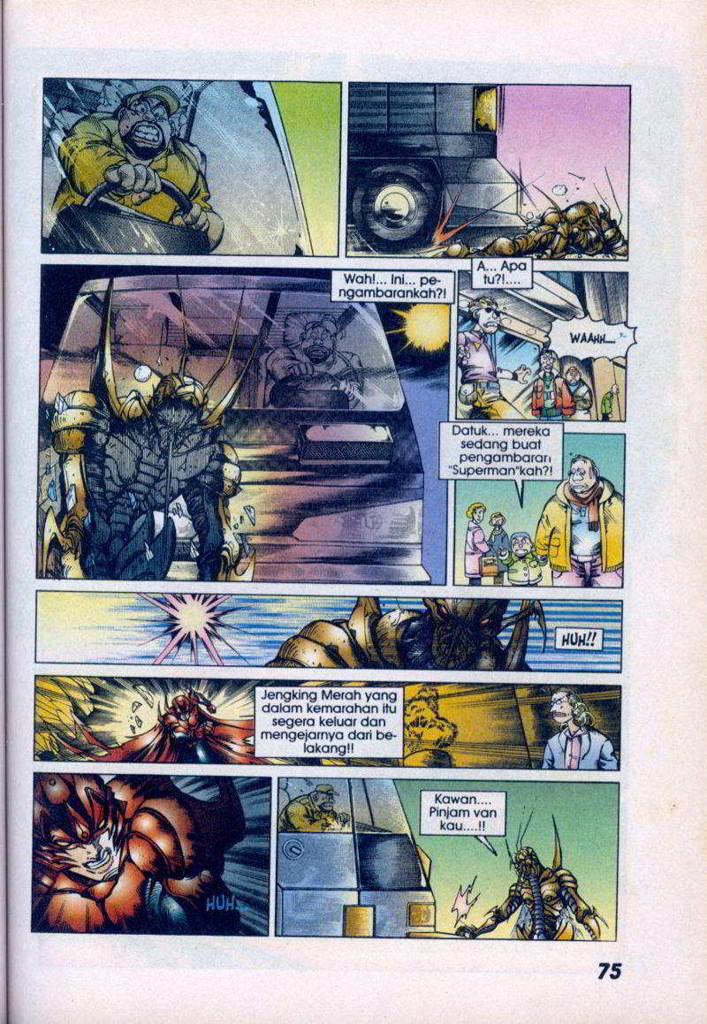 Wah!... Ini... pe-
ngambarankah?!
A... Apa
tu?!....
WAAHH....
Datuk... mereka
sedang buat
pengambaran
"Superman"kah?!
HUH!!
Jengking Merah yang
dalam kemarahan itu
segera keluar dan
mengejarnya dari be-
lakang!!
HUH...
Kawan....
Pinjam van
kau....!!
75